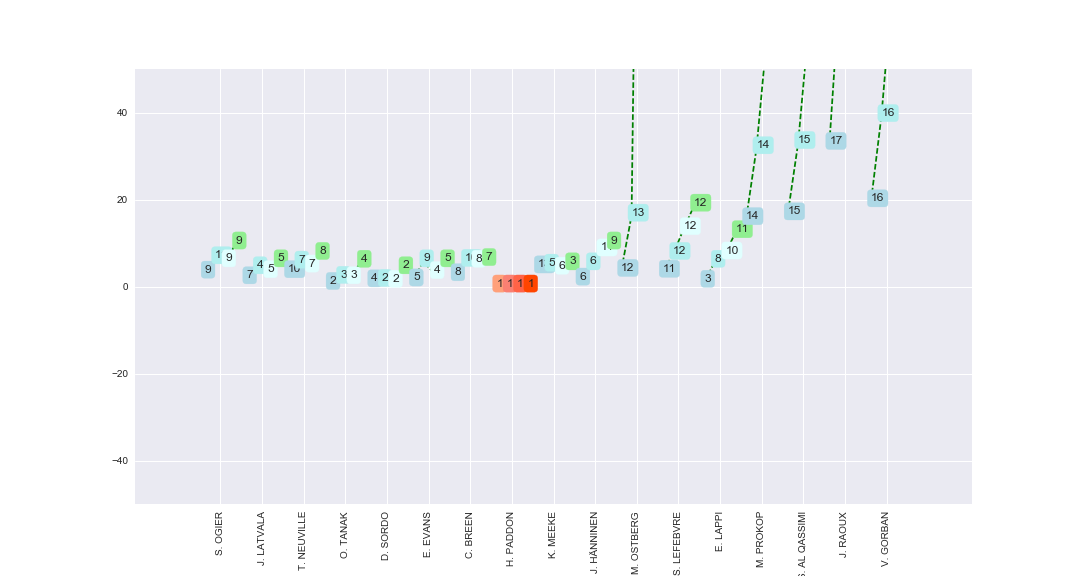 40
20
0
−20
−40
9 9 9
7 4 5 5
10 7 7 8
2 3 3 4
4 2 2 2
5 9 4 5
8 8 7
1 1 1 1
5 6 3
6 6 9
12 13
11 12 12 12
3 8 10 11
14 14
15 15
17
16 16
S. OGIER
J. LATVALA
T. NEUVILLE
O. TANAK
D. SORDO
E. EVANS
C. BREEN
H. PADDON
K. MEEKE
J. HANNINEN
M. OSTBERG
S. LEFEBVRE
E. LAPPI
M. PROKOP
S. AL QASSIMI
J. RAOUX
V. GORBAN